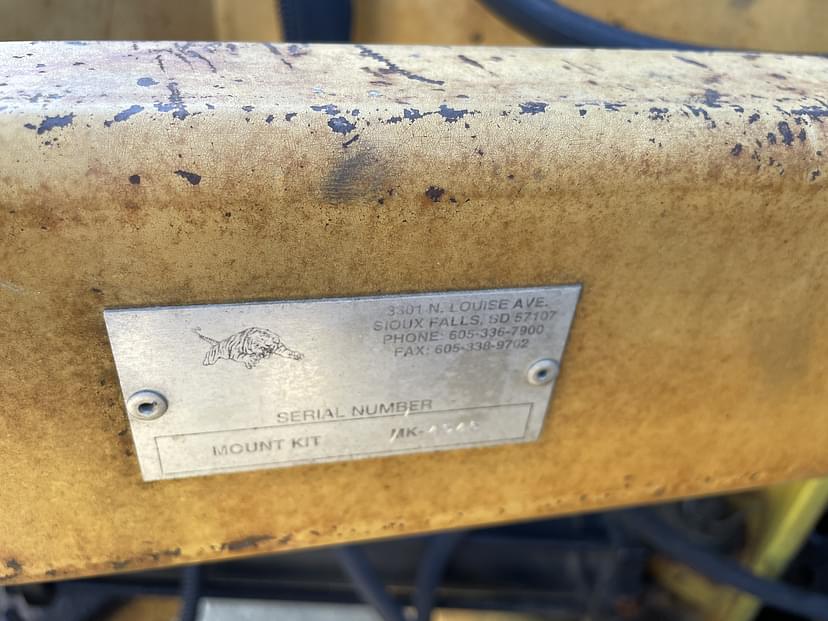 3301 N. LOUISE AVE.
SIOUX FALLS, SD 57107
PHONE: 605-336-7900
FAX: 605-338-9702
SERIAL NUMBER
MOUNT KIT MK-